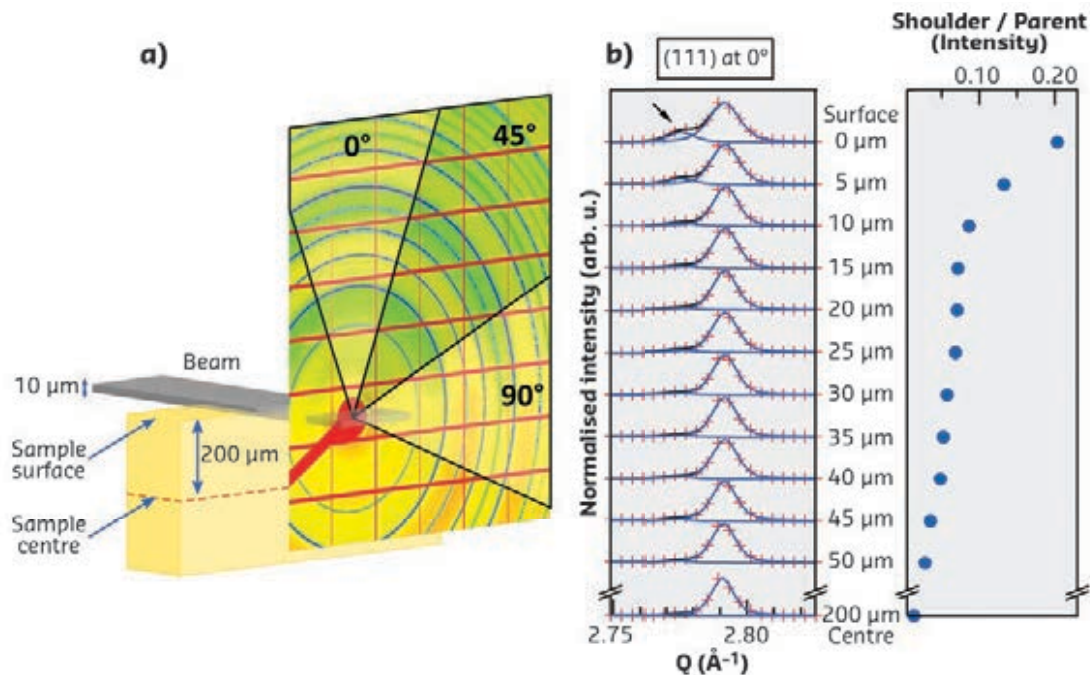 a)
0°
45°
90°
Beam
10 µm
Sample
surface
200 µm
Sample
centre
b)
(111) at 0°
Shoulder / Parent
(Intensity)
0.10
0.20
Normalised intensity (arb. u.)
Surface
0 µm
5 µm
10 µm
15 µm
20 µm
25 µm
30 µm
35 µm
40 µm
45 µm
50 µm
200 µm
Centre
2.75
2.80
Q (Å⁻¹)